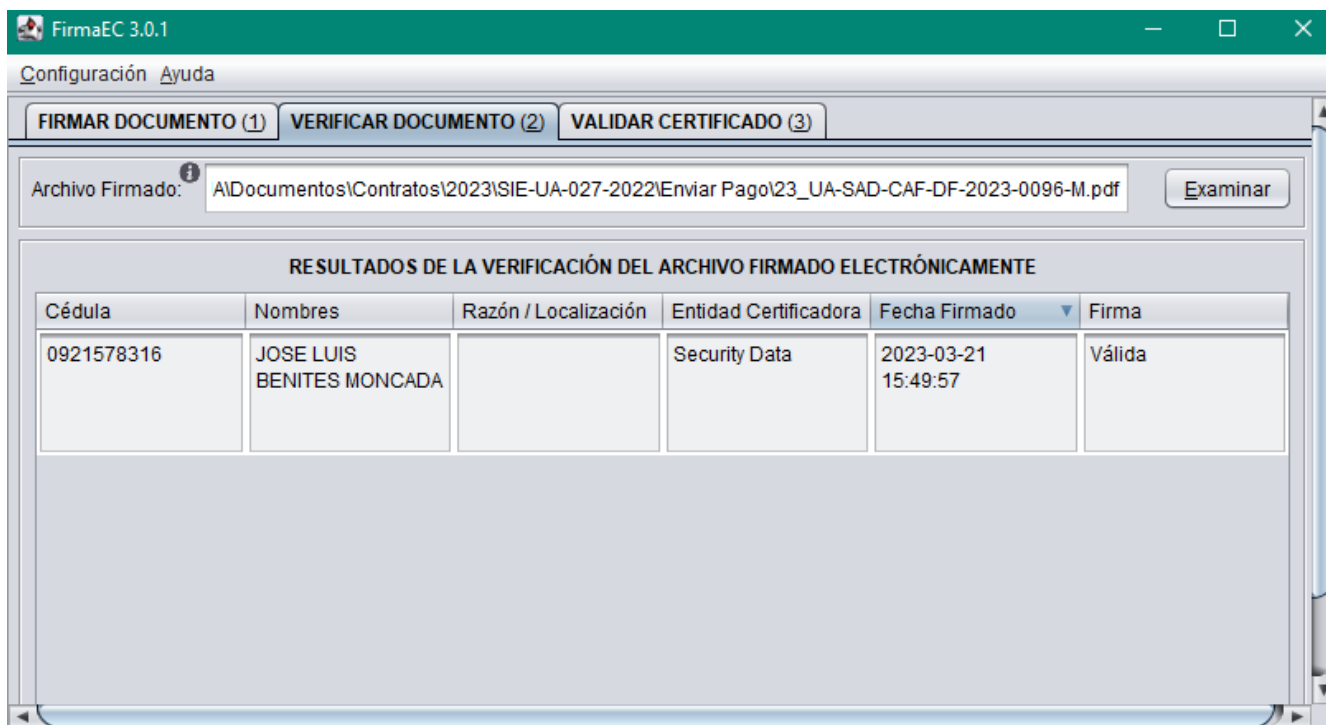 FirmaEC 3.0.1
Configuración Ayuda
FIRMAR DOCUMENTO (1) VERIFICAR DOCUMENTO (2) VALIDAR CERTIFICADO (3)
Archivo Firmado: A\Documentos\Contratos\2023\SIE-UA-027-2022\Enviar Pago\23_UA-SAD-CAF-DF-2023-0096-M.pdf Examinar
RESULTADOS DE LA VERIFICACIÓN DEL ARCHIVO FIRMADO ELECTRÓNICAMENTE
Cédula Nombres Razón / Localización Entidad Certificadora Fecha Firmado Firma
0921578316 JOSE LUIS Security Data 2023-03-21 Válida
BENITES MONCADA 15:49:57